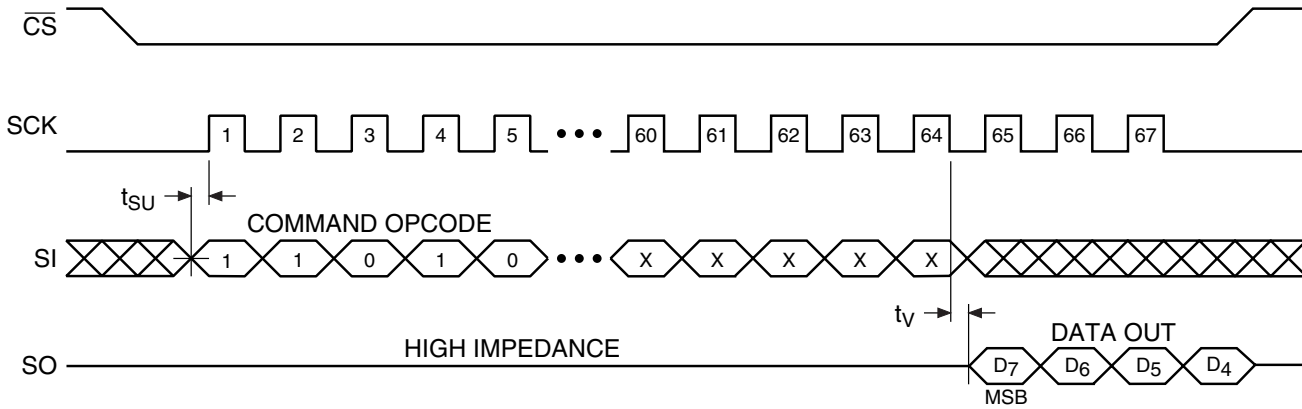 CS
SCK
1 2 3 4 5 ••• 60 61 62 63 64 65 66 67
tSU
COMMAND OPCODE
SI
1 1 0 1 0 ••• X X X X X
tV
HIGH IMPEDANCE
DATA OUT
SO
D7 D6 D5 D4
MSB